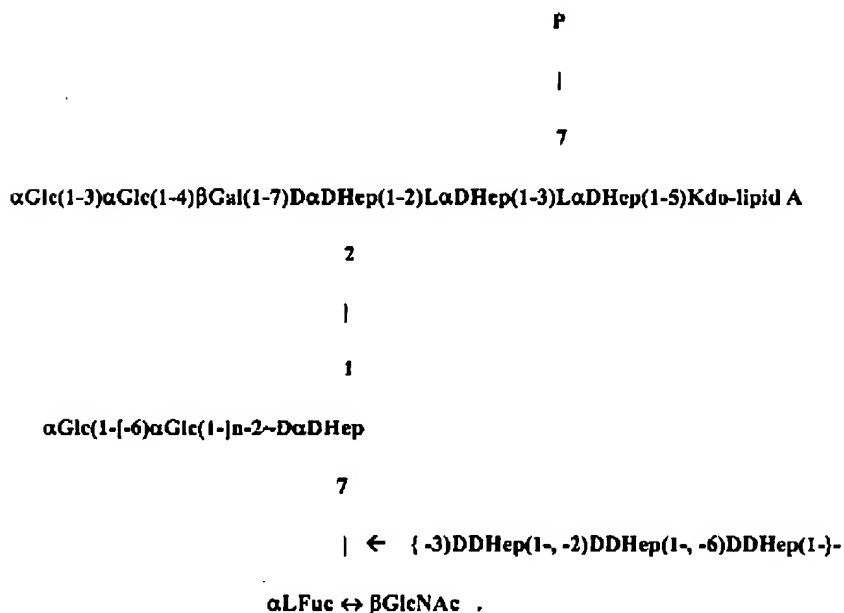 P
|
7
αGlc(1-3)αGlc(1-4)βGal(1-7)DαDHep(1-2)LαDHep(1-3)LαDHep(1-5)Kdo-lipid A
2
|
1
αGlc(1-[-6)αGlc(1-]n-2~DαDHep
7
| ← { -3)DDHep(1-, -2)DDHep(1-, -6)DDHep(1-}-
αLFuc ↔ βGlcNAc .